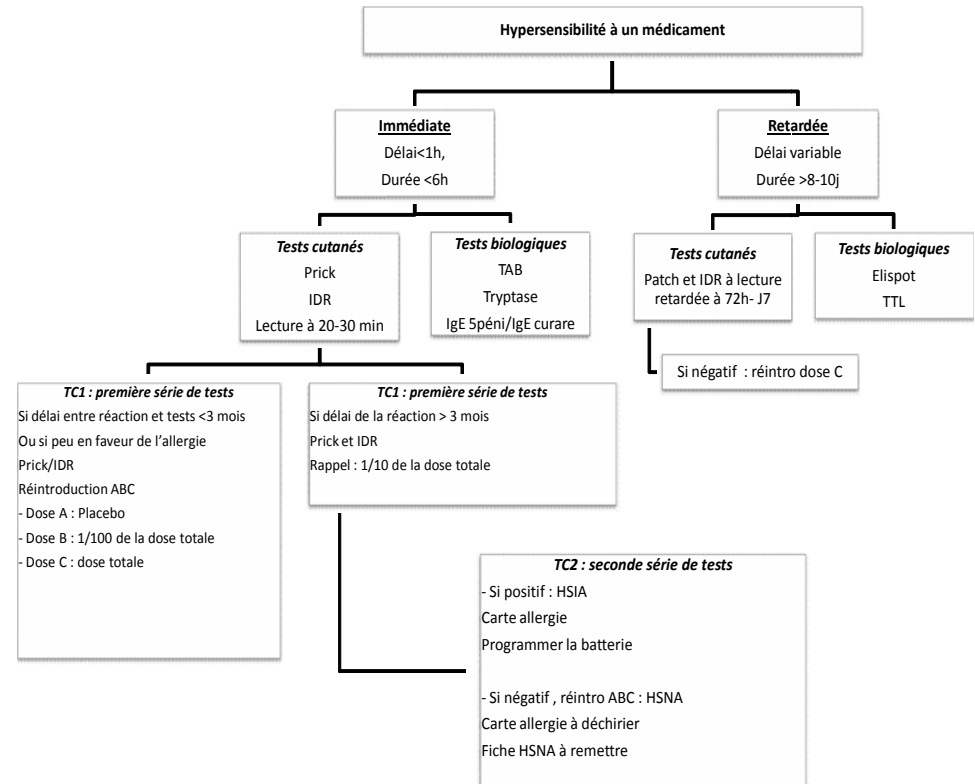 Hypersensibilité à un médicament
Immédiate
Délai<1h,
Durée <6h
Retardée
Délai variable
Durée >8-10j
Tests cutanés
Prick
IDR
Lecture à 20-30 min
Tests biologiques
TAB
Tryptase
IgE 5péni/IgE curare
Tests cutanés
Patch et IDR à lecture
retardée à 72h- J7
Tests biologiques
Elispot
TTL
Si négatif : réintro dose C
TC1 : première série de tests
Si délai entre réaction et tests <3 mois
Ou si peu en faveur de l’allergie
Prick/IDR
Réintroduction ABC
- Dose A : Placebo
- Dose B : 1/100 de la dose totale
- Dose C : dose totale
TC1 : première série de tests
Si délai de la réaction > 3 mois
Prick et IDR
Rappel : 1/10 de la dose totale
TC2 : seconde série de tests
- Si positif : HSIA
Carte allergie
Programmer la batterie
- Si négatif , réintro ABC : HSNA
Carte allergie à déchirier
Fiche HSNA à remettre